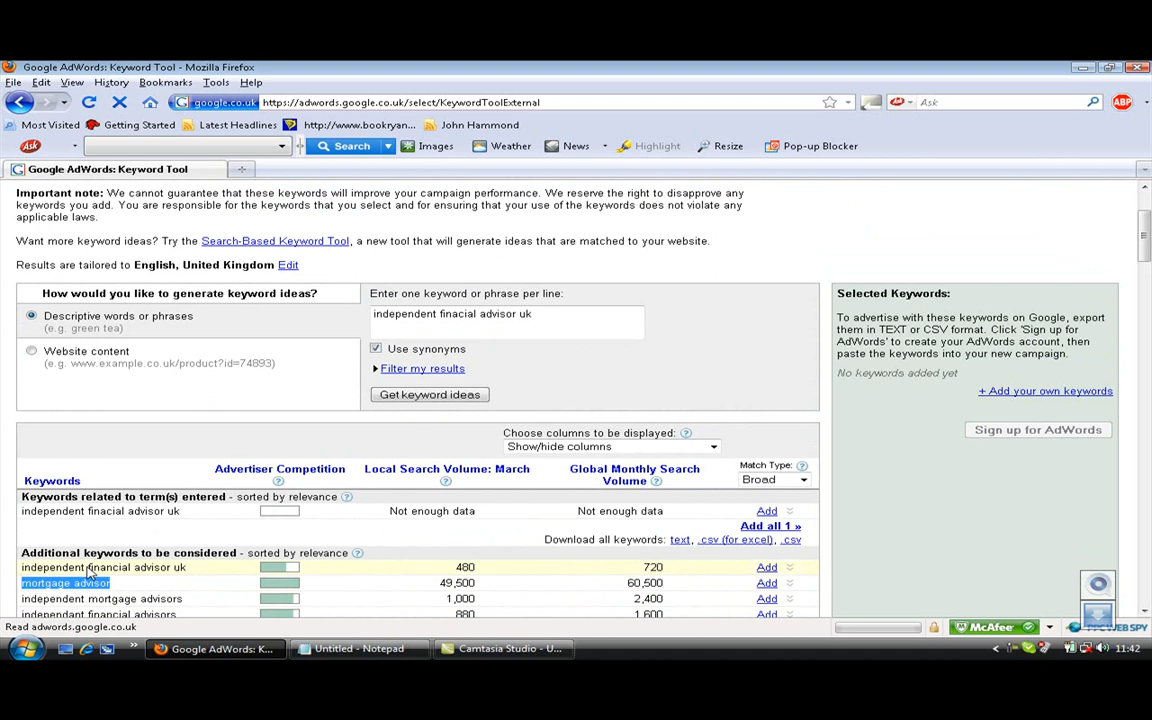 Google AdWords: Keyword Tool - Mozilla Firefox
File Edit View History Bookmarks Tools Help
google.co.uk https://adwords.google.co.uk/select/KeywordToolExternal Ask ABP
Most Visited Getting Started Latest Headlines http://www.bookryan,... John Hammond
Ask Search Images Weather News Highlight Resize Pop-up Blocker
Google AdWords: Keyword Tool
Important note: We cannot guarantee that these keywords will improve your campaign performance. We reserve the right to disapprove any
keywords you add. You are responsible for the keywords that you select and for ensuring that your use of the keywords does not violate any
applicable laws.
Want more keyword ideas? Try the Search-Based Keyword Tool, a new tool that will generate ideas that are matched to your website.
Results are tailored to English, United Kingdom Edit
How would you like to generate keyword ideas?
Descriptive words or phrases
(e.g. green tea)
Website content
(e.g. www.example.co.uk/product?id=74893)
Enter one keyword or phrase per line:
independent finacial advisor uk
Use synonyms
Filter my results
Get keyword ideas
Selected Keywords:
To advertise with these keywords on Google, export
them in TEXT or CSV format. Click 'Sign up for
AdWords' to create your AdWords account, then
paste the keywords into your new campaign.
No keywords added yet
+ Add your own keywords
Sign up for AdWords
Choose columns to be displayed: ?
Show/hide columns
Keywords Advertiser Competition ? Local Search Volume: March ? Global Monthly Search Volume ? Match Type: ? Broad
Keywords related to term(s) entered - sorted by relevance ?
independent finacial advisor uk Not enough data Not enough data Add
Add all 1 »
Download all keywords: text, .csv (for excel), .csv
Additional keywords to be considered - sorted by relevance ?
independent financial advisor uk 480 720 Add
mortgage advisor 49,500 60,500 Add
independent mortgage advisors 1,000 2,400 Add
independant financial advisors 880 1,600 Add
Read adwords.google.co.uk McAfee PPC WEB SPY
Google AdWords: K... Untitled - Notepad Camtasia Studio - U... 11:42